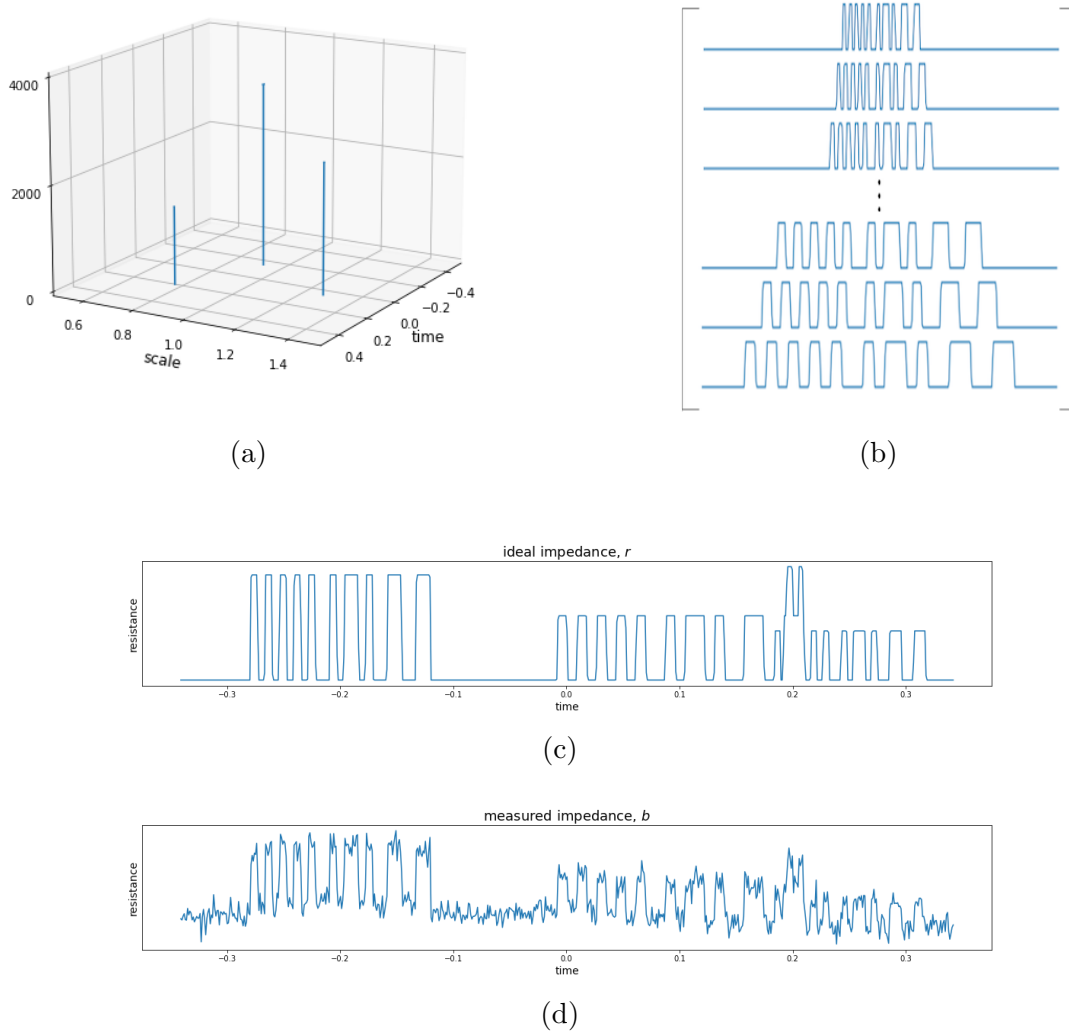 4000
2000
0
0.6
0.8
1.0
1.2
1.4
scale
0.4
0.2
0.0
−0.2
−0.4
time
(a)
(b)
ideal impedance, r
resistance
−0.3
−0.2
−0.1
0.0
0.1
0.2
0.3
time
(c)
measured impedance, b
resistance
−0.3
−0.2
−0.1
0.0
0.1
0.2
0.3
time
(d)